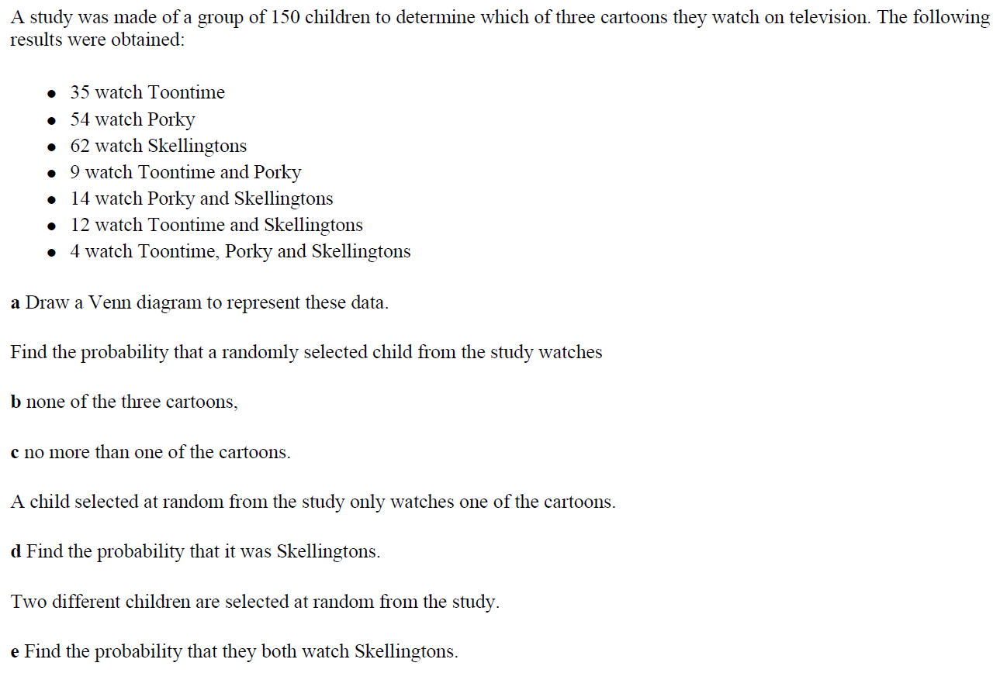 A study was made of a group of 150 children to determine which of three cartoons they watch on television. The following
results were obtained:
• 35 watch Toontime
• 54 watch Porky
• 62 watch Skellingtons
• 9 watch Toontime and Porky
• 14 watch Porky and Skellingtons
• 12 watch Toontime and Skellingtons
• 4 watch Toontime, Porky and Skellingtons
a Draw a Venn diagram to represent these data.
Find the probability that a randomly selected child from the study watches
b none of the three cartoons,
c no more than one of the cartoons.
A child selected at random from the study only watches one of the cartoons.
d Find the probability that it was Skellingtons.
Two different children are selected at random from the study.
e Find the probability that they both watch Skellingtons.